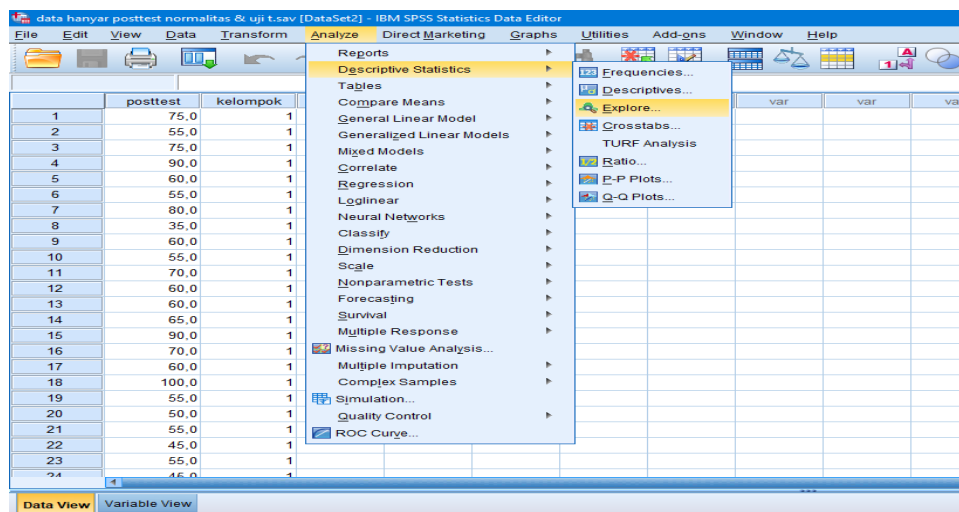 data hanyar posttest normalitas & uji t.sav [DataSet2] - IBM SPSS Statistics Data Editor
File Edit View Data Transform Analyze Direct Marketing Graphs Utilities Add-ons Window Help
Reports
Descriptive Statistics
Tables
Compare Means
General Linear Model
Generalized Linear Models
Mixed Models
Correlate
Regression
Loglinear
Neural Networks
Classify
Dimension Reduction
Scale
Nonparametric Tests
Forecasting
Survival
Multiple Response
Missing Value Analysis...
Multiple Imputation
Complex Samples
Simulation...
Quality Control
ROC Curve...
Frequencies...
Descriptives...
Explore...
Crosstabs...
TURF Analysis
Ratio...
P-P Plots...
Q-Q Plots...
posttest kelompok var var va
1 75,0 1
2 55,0 1
3 75,0 1
4 90,0 1
5 60,0 1
6 55,0 1
7 80,0 1
8 35,0 1
9 60,0 1
10 55,0 1
11 70,0 1
12 60,0 1
13 60,0 1
14 65,0 1
15 90,0 1
16 70,0 1
17 60,0 1
18 100,0 1
19 55,0 1
20 50,0 1
21 55,0 1
22 45,0 1
23 55,0 1
24 45,0 1
Data View Variable View